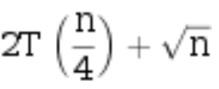 2T (n/4) + √n